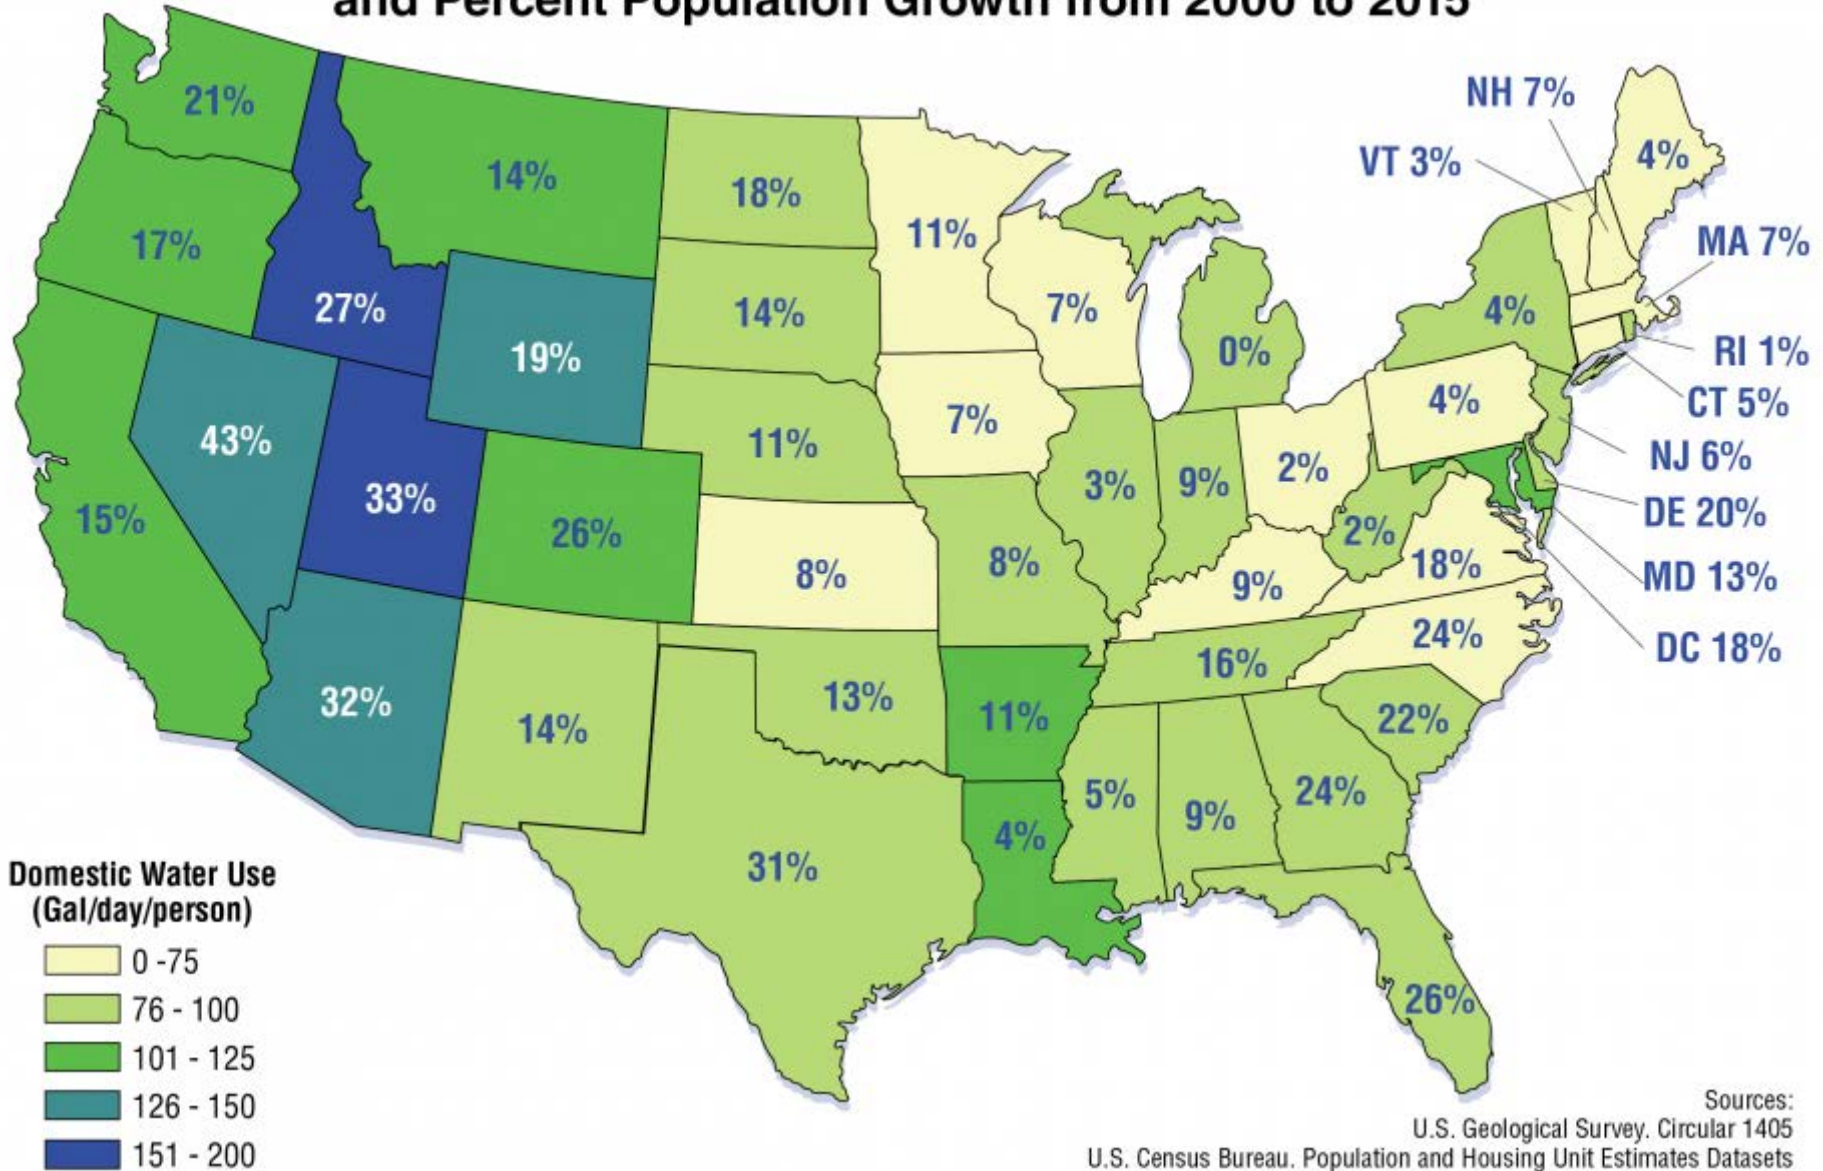 and Percent Population Growth from 2000 to 2015
NH 7%
21%
VT 3%
4%
14%
18%
11%
MA 7%
17%
27%
14%
7%
4%
RI 1%
19%
0%
CT 5%
4%
43%
11%
7%
NJ 6%
33%
3%
9%
2%
DE 20%
15%
26%
8%
8%
2%
18%
MD 13%
9%
24%
DC 18%
16%
32%
14%
13%
11%
22%
5%
9%
24%
4%
31%
26%
Domestic Water Use
(Gal/day/person)
0 -75
76 - 100
101 - 125
126 - 150
151 - 200
Sources:
U.S. Geological Survey. Circular 1405
U.S. Census Bureau. Population and Housing Unit Estimates Datasets